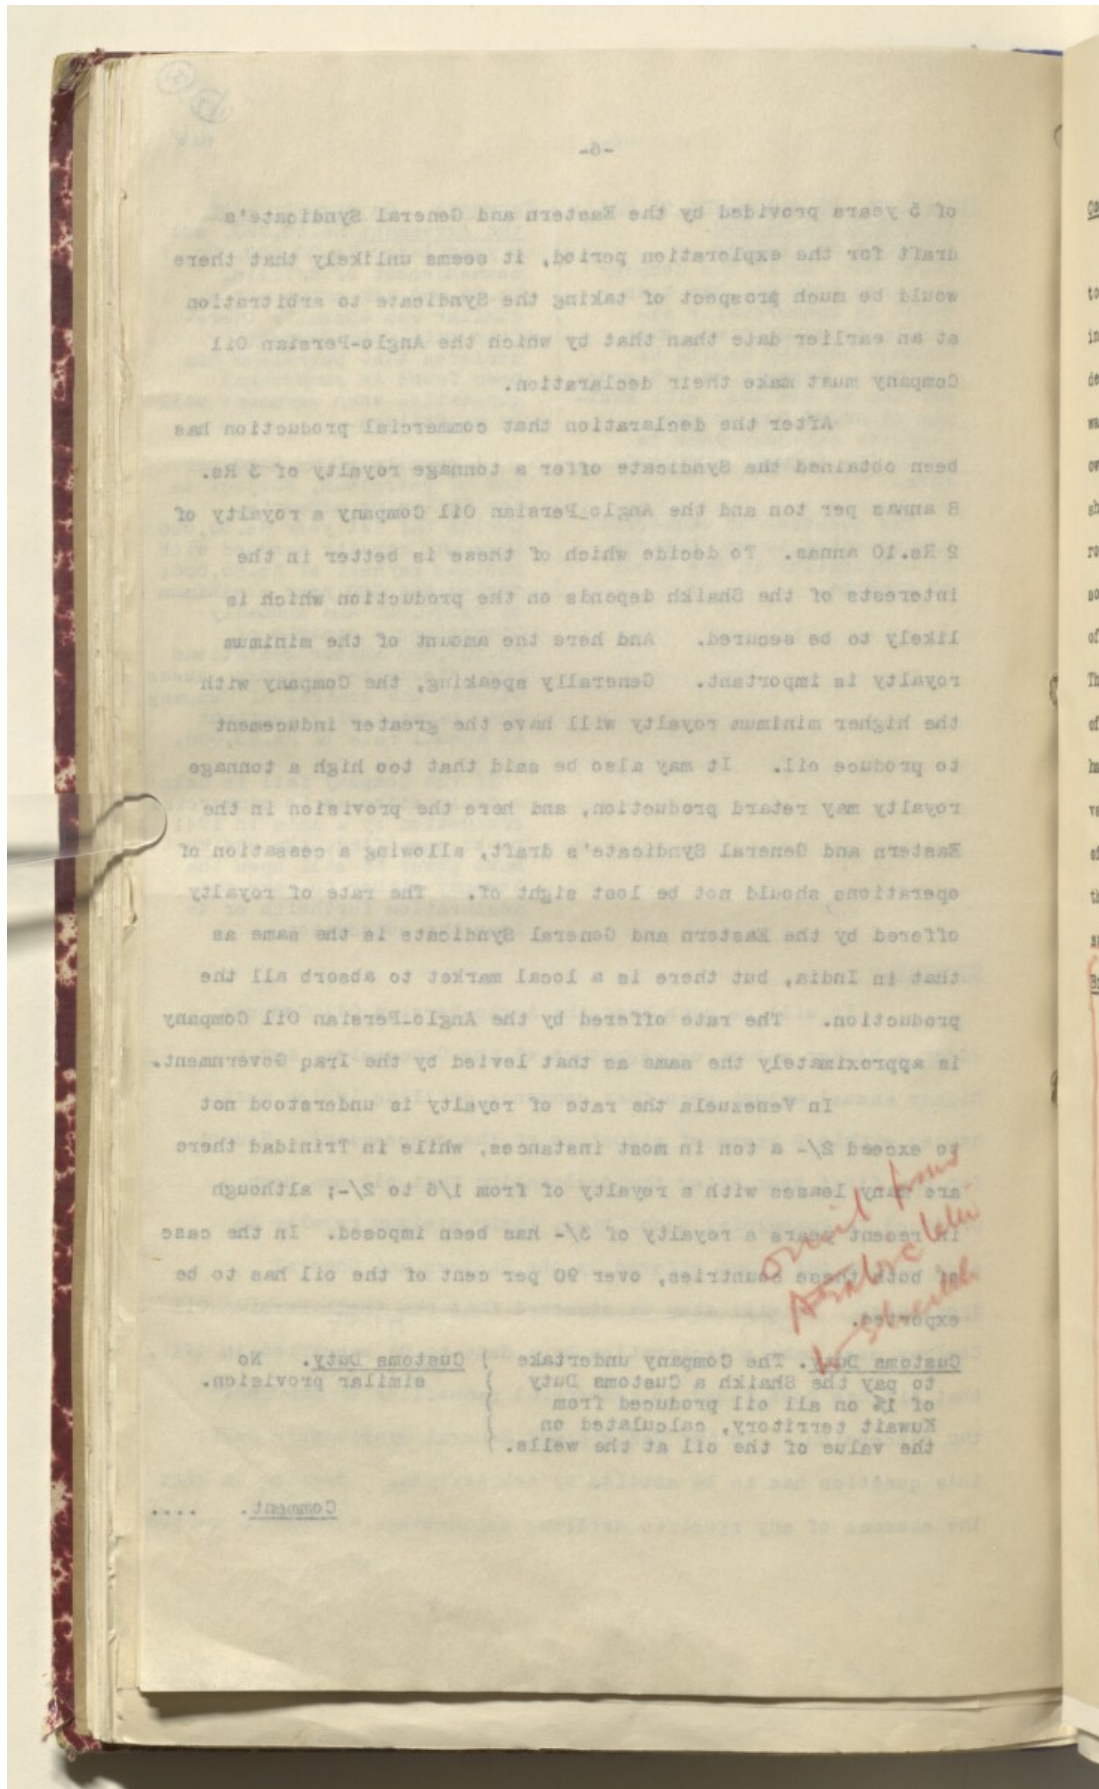 -6-
of 5 years provided by the Eastern and General Syndicate's
draft for the exploration period, it seems unlikely that there
would be much prospect of taking the Syndicate to arbitration
at an earlier date than that by which the Anglo-Persian Oil
Company must make their declaration.
After the declaration that commercial production has
been obtained the Syndicate offer a tonnage royalty of 3 Rs.
8 annas per ton and the Anglo-Persian Oil Company a royalty of
2 Rs.10 annas. To decide which of these is better in the
interests of the Shaikh depends on the production which is
likely to be secured. And here the amount of the minimum
royalty is important. Generally speaking, the Company with
the higher minimum royalty will have the greater inducement
to produce oil. It may also be said that too high a tonnage
royalty may retard production, and here the provision in the
Eastern and General Syndicate's draft, allowing a cessation of
operations, should not be lost sight of. The rate of royalty
offered by the Eastern and General Syndicate is the same as
that in India, but there is a local market to absorb all the
production. The rate offered by the Anglo-Persian Oil Company
is approximately the same as that levied by the Iraq Government.
In Venezuela the rate of royalty is understood not
to exceed 2/- a ton in most instances, while in Trinidad there
are many leases with a royalty of from 1/6 to 2/-; although
in recent years a royalty of 3/- has been imposed. In the case
of both these countries, over 90 per cent of the oil has to be
exported.
omit from
Arabic letter
to Sheikh
Customs Duty. The Company undertake ) Customs Duty. No
to pay the Shaikh a Customs Duty ) similar provision.
of 1% on all oil produced from )
Kuwait territory, calculated on )
the value of the oil at the wells. )
Comment. ....